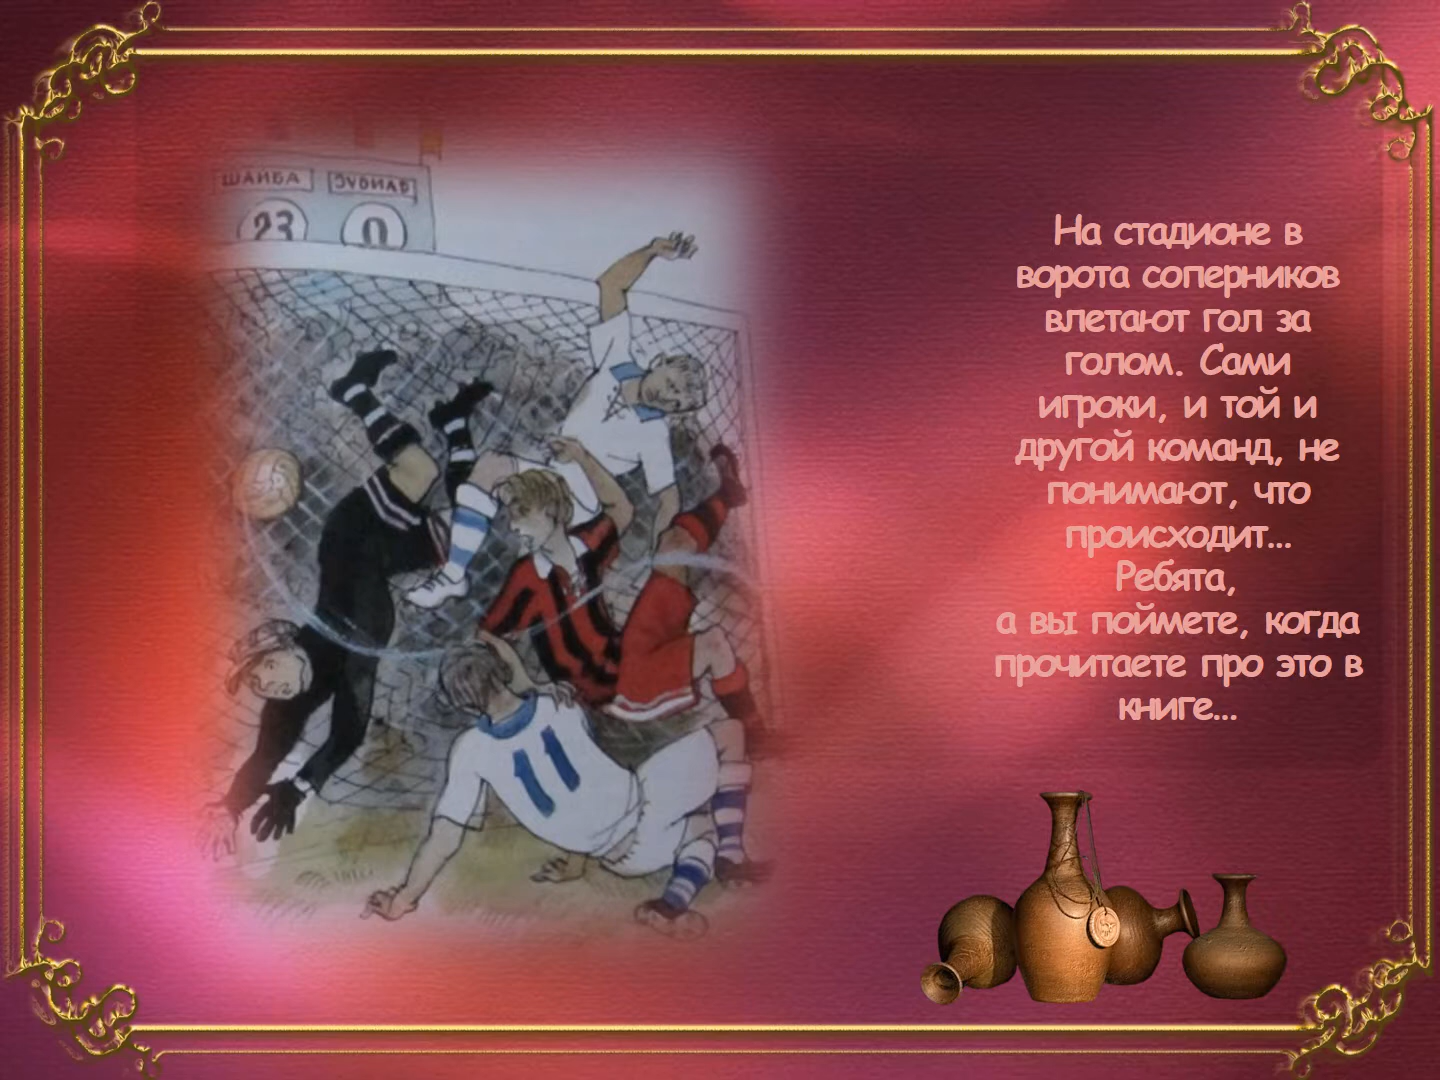 ШАЙБА ЗУБИЛО
23 0
11
На стадионе в
ворота соперников
влетают гол за
голом. Сами
игроки, и той и
другой команд, не
понимают, что
происходит...
Ребята,
а вы поймете, когда
прочитаете про это в
книге...